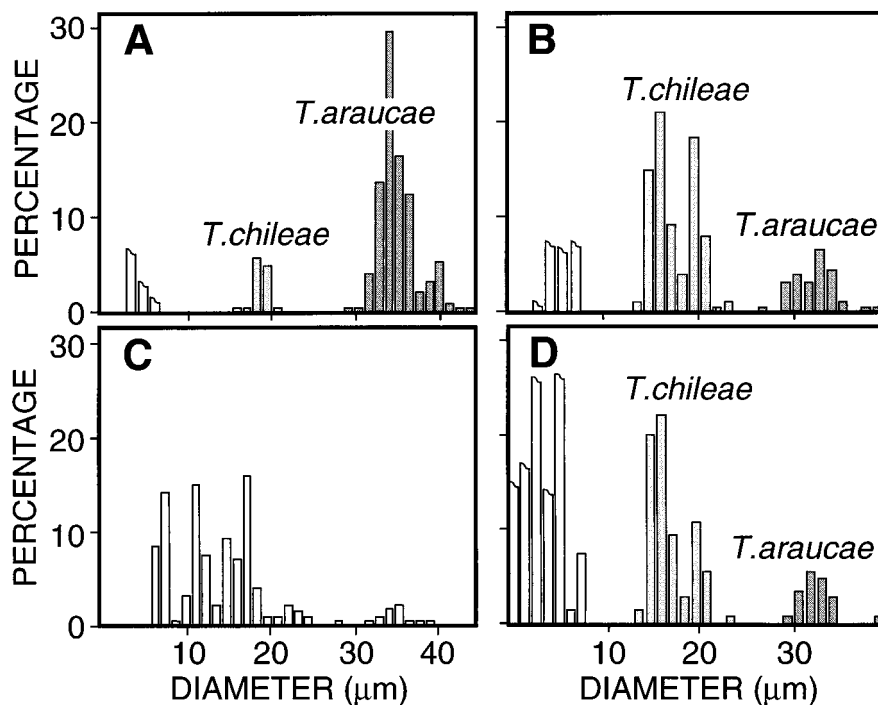 30 A B
T.chileae
T.araucae
20
T.chileae T.araucae
10
0
PERCENTAGE
30 C D
T.chileae
20
T.araucae
10
0
PERCENTAGE
10 20 30 40 10 20 30
DIAMETER (μm) DIAMETER (μm)